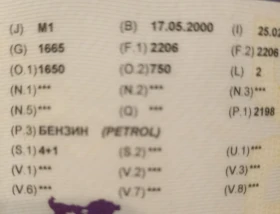 (J) M1 (B) 17.05.2000 (I) 25.02
(G) 1665 (F.1) 2206 (F.2) 2206
(O.1) 1650 (O.2) 750 (L) 2
(N.1) *** (N.2) *** (N.3) ***
(N.5) *** (Q) *** (P.1) 2198
(P.3) БЕНЗИН (PETROL)
(S.1) 4+1 (S.2) *** (U.1) ***
(V.1) *** (V.2) *** (V.3) ***
(V.6) *** (V.7) *** (V.8) ***